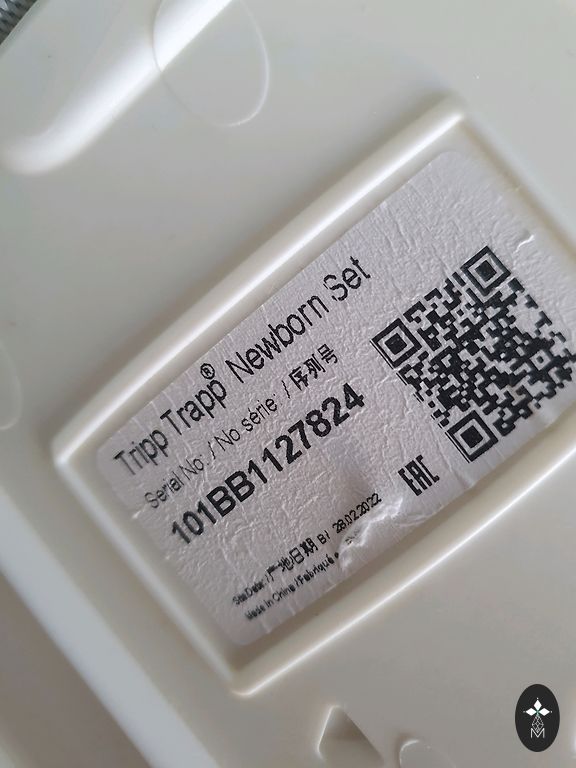 Tripp Trapp® Newborn Set
Serial No: / No série: / 序列号
101BB1127824
EAC
B/ 28.02.2022
Made in China / Fabriqué
M